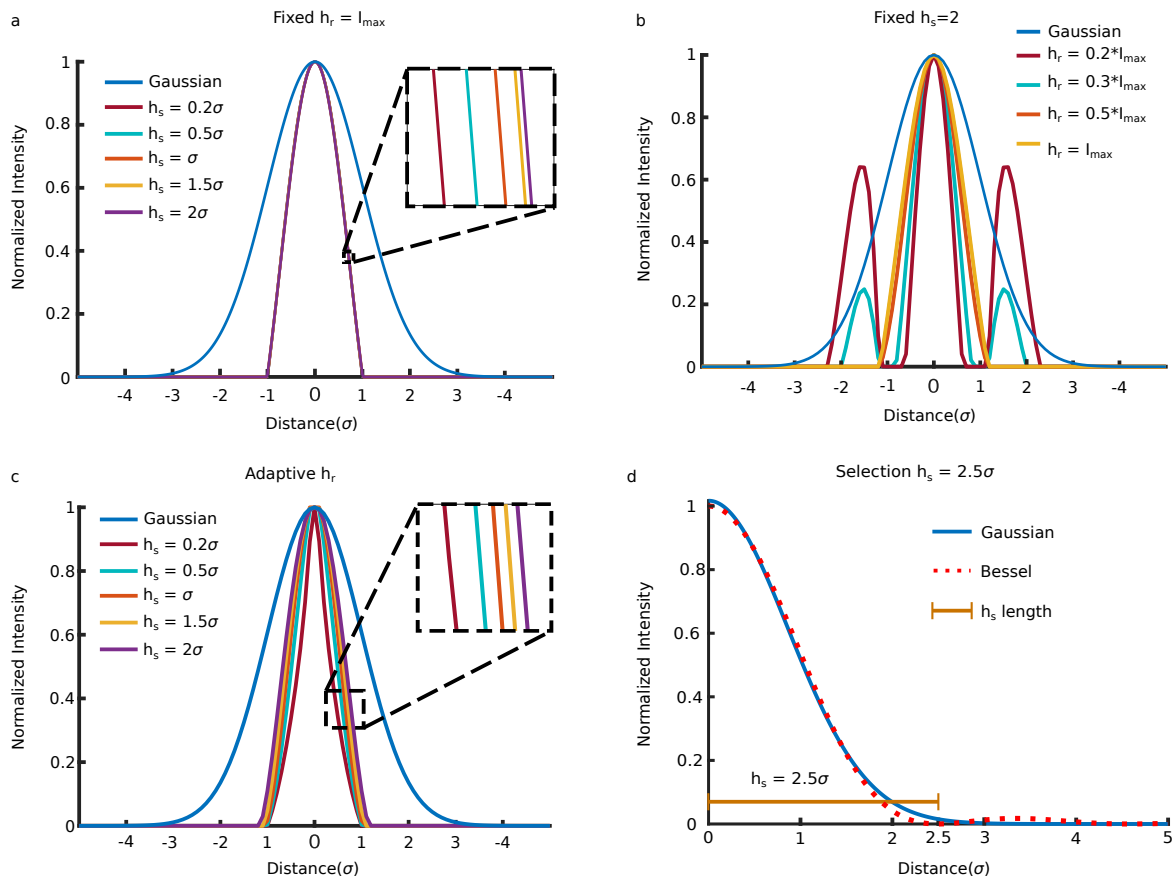 a
Fixed hr = Imax
Normalized Intensity
1
0.8
0.6
0.4
0.2
0
-4 -3 -2 -1 0 1 2 3 -4
Distance(σ)
Gaussian
hs = 0.2σ
hs = 0.5σ
hs = σ
hs = 1.5σ
hs = 2σ
b
Fixed hs=2
Normalized Intensity
1
0.8
0.6
0.4
0.2
0
-4 -3 -2 -1 0 1 2 3 -4
Distance(σ)
Gaussian
hr = 0.2*Imax
hr = 0.3*Imax
hr = 0.5*Imax
hr = Imax
c
Adaptive hr
Normalized Intensity
1
0.8
0.6
0.4
0.2
0
-4 -3 -2 -1 0 1 2 3 -4
Distance(σ)
Gaussian
hs = 0.2σ
hs = 0.5σ
hs = σ
hs = 1.5σ
hs = 2σ
d
Selection hs = 2.5σ
Normalized Intensity
1
0.8
0.6
0.4
0.2
0
0 1 2 2.5 3 4 5
Distance(σ)
Gaussian
Bessel
hs length
hs = 2.5σ